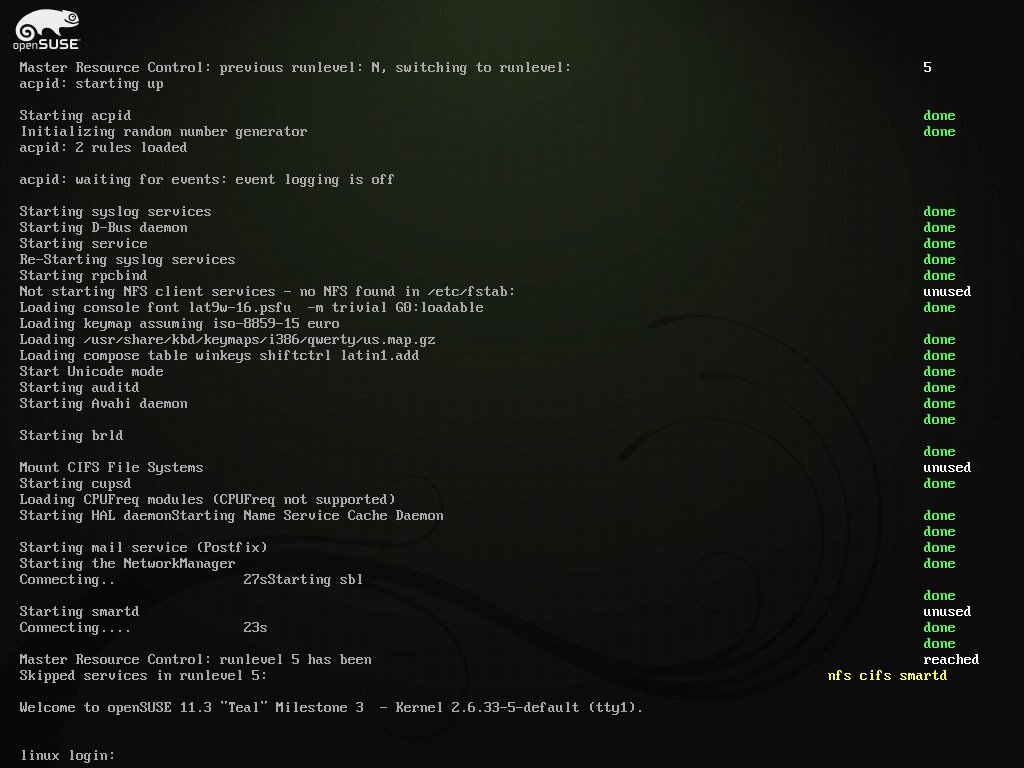 openSUSE
Master Resource Control: previous runlevel: N, switching to runlevel: 5
acpid: starting up
Starting acpid done
Initializing random number generator done
acpid: 2 rules loaded
acpid: waiting for events: event logging is off
Starting syslog services done
Starting D-Bus daemon done
Starting service done
Re-Starting syslog services done
Starting rpcbind done
Not starting NFS client services - no NFS found in /etc/fstab: unused
Loading console font lat9w-16.psfu  -m trivial G0:loadable done
Loading keymap assuming iso-8859-15 euro
Loading /usr/share/kbd/keymaps/i386/qwerty/us.map.gz done
Loading compose table winkeys shiftctrl latin1.add done
Start Unicode mode done
Starting auditd done
Starting Avahi daemon done
done
Starting brld
done
Mount CIFS File Systems unused
Starting cupsd done
Loading CPUFreq modules (CPUFreq not supported)
Starting HAL daemonStarting Name Service Cache Daemon done
done
Starting mail service (Postfix) done
Starting the NetworkManager done
Connecting.. 27sStarting sbl
done
Starting smartd unused
Connecting.... 23s done
done
Master Resource Control: runlevel 5 has been reached
Skipped services in runlevel 5: nfs cifs smartd
Welcome to openSUSE 11.3 "Teal" Milestone 3  - Kernel 2.6.33-5-default (tty1).
linux login: